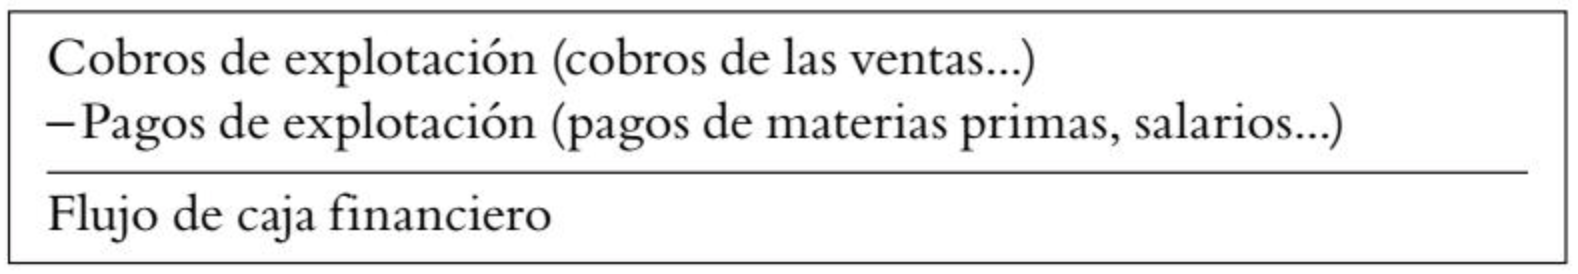 Cobros de explotación (cobros de las ventas...)
–Pagos de explotación (pagos de materias primas, salarios...)
Flujo de caja financiero